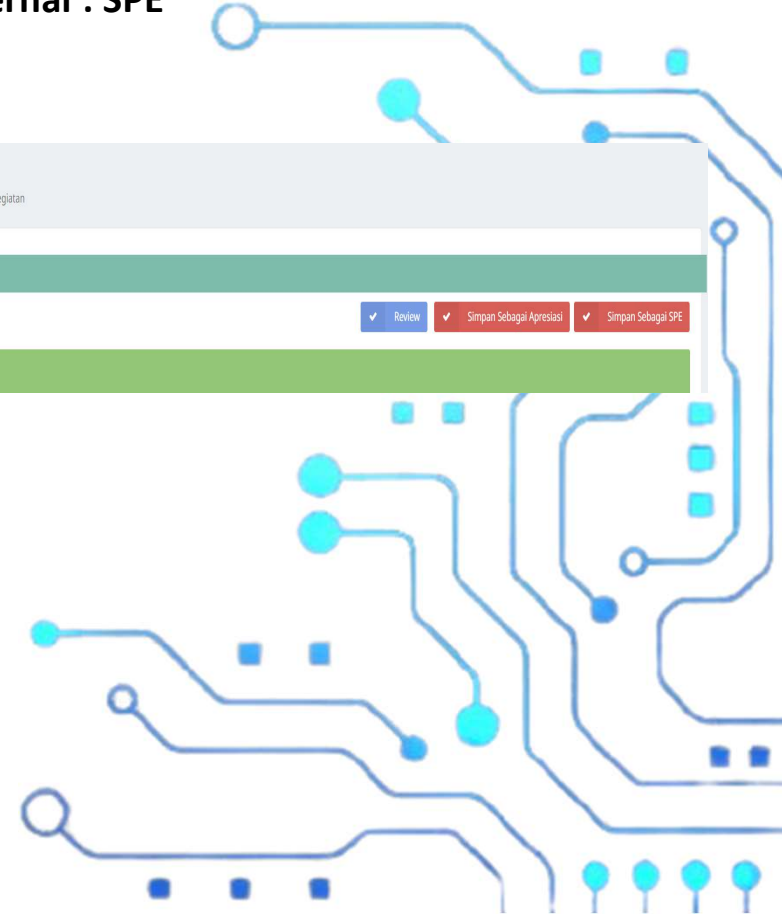 ernal : SPE
egiatan
Review Simpan Sebagai Apresiasi Simpan Sebagai SPE